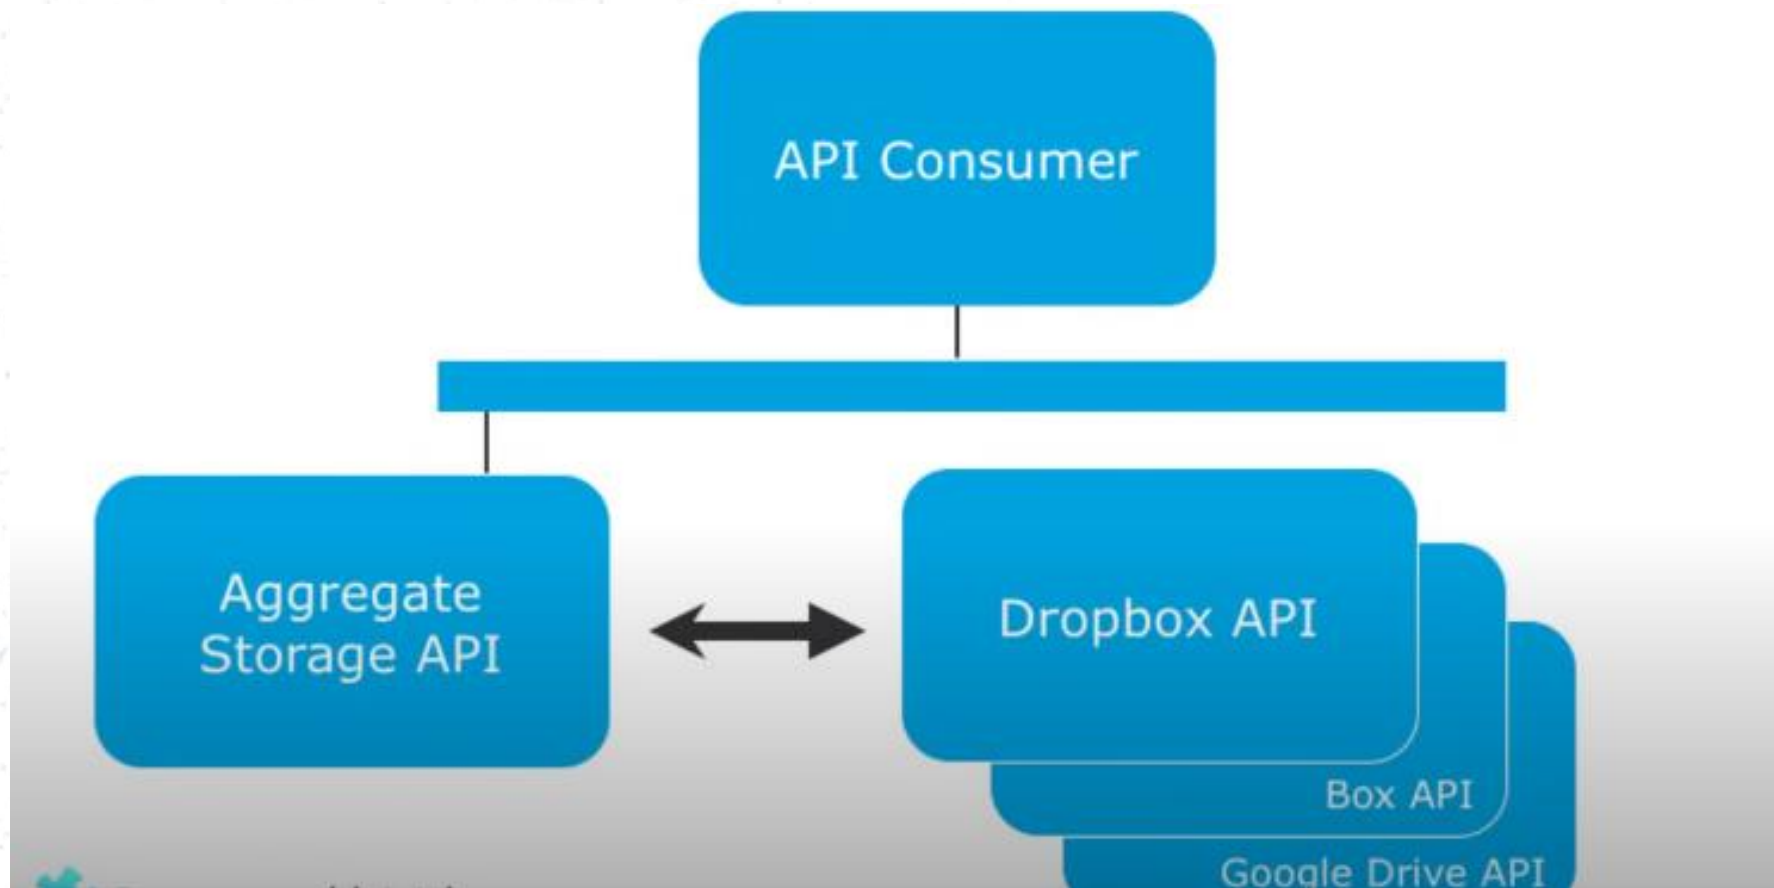 API Consumer
Aggregate
Storage API
Dropbox API
Box API
Google Drive API